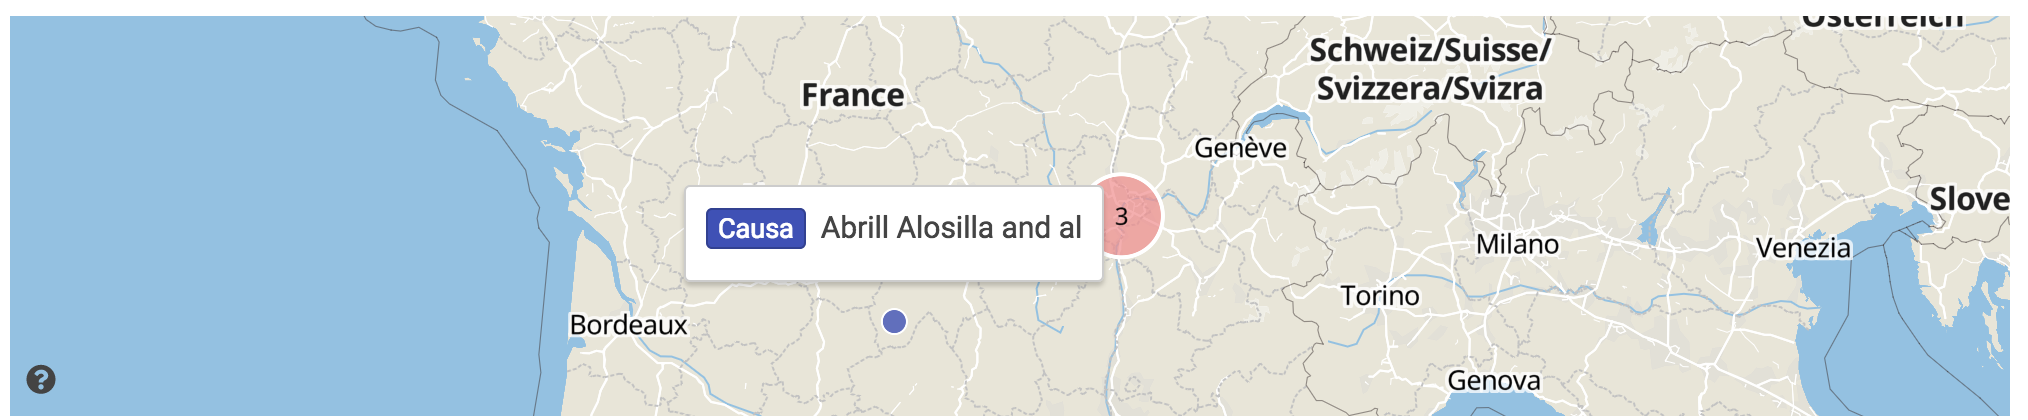 Österreich
Schweiz/Suisse/
Svizzera/Svizra
France
Genève
Slove
Causa Abrill Alosilla and al
3
Milano
Venezia
Torino
Bordeaux
Genova
?